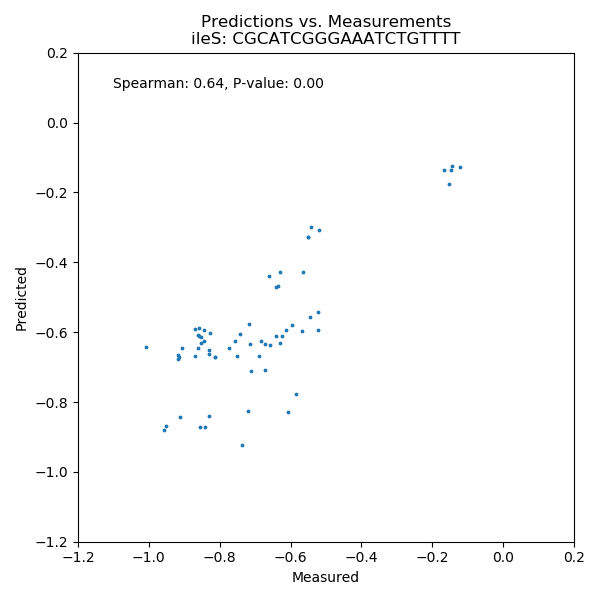 Predictions vs. Measurements
ileS: CGCATCGGGAAATCTGTTTT
Spearman: 0.64, P-value: 0.00
0.2
0.0
−0.2
−0.4
−0.6
−0.8
−1.0
−1.2
Predicted
−1.2 −1.0 −0.8 −0.6 −0.4 −0.2 0.0 0.2
Measured